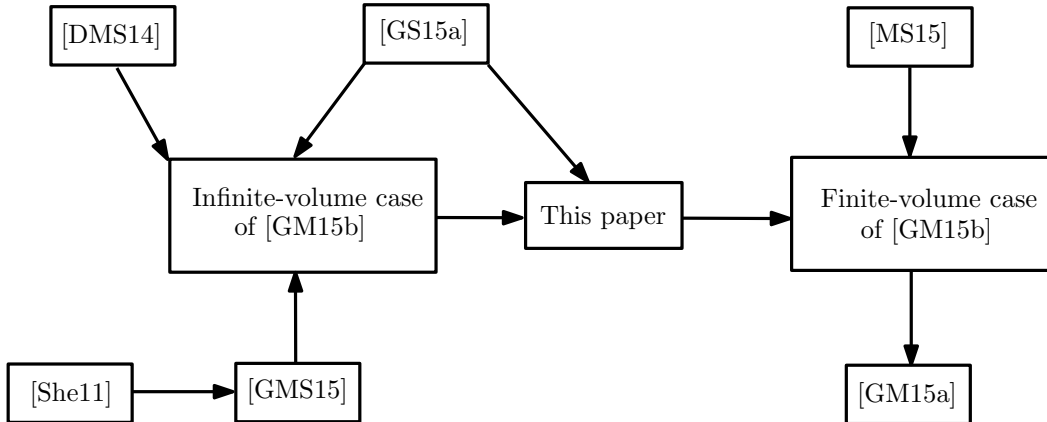 [DMS14]
[GS15a]
[MS15]
Infinite-volume case
of [GM15b]
This paper
Finite-volume case
of [GM15b]
[She11]
[GMS15]
[GM15a]